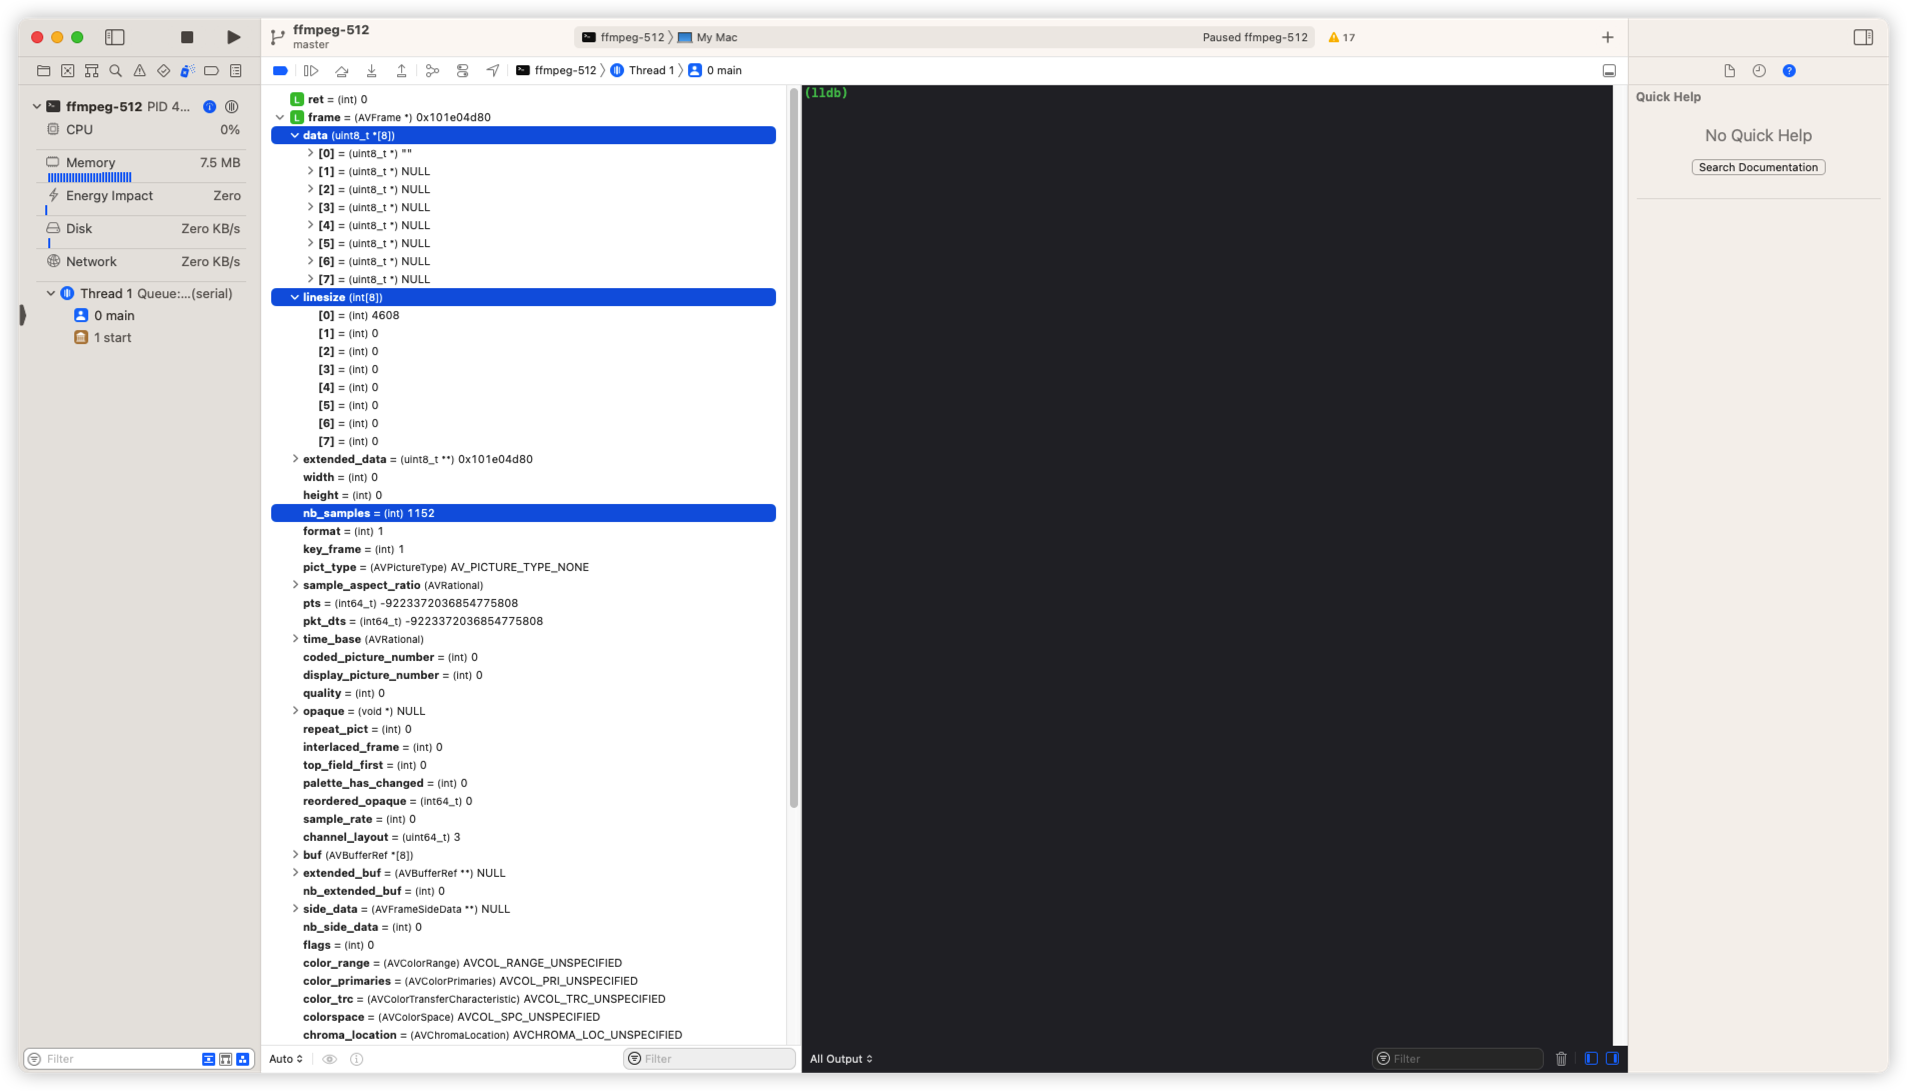 ffmpeg-512
master
ffmpeg-512 〉 My Mac
Paused ffmpeg-512
17
ffmpeg-512 〉 Thread 1 〉 0 main
ffmpeg-512 PID 4...
CPU 0%
Memory 7.5 MB
Energy Impact Zero
Disk Zero KB/s
Network Zero KB/s
Thread 1 Queue:...(serial)
0 main
1 start
Filter
L ret = (int) 0
L frame = (AVFrame *) 0x101e04d80
data (uint8_t *[8])
[0] = (uint8_t *) ""
[1] = (uint8_t *) NULL
[2] = (uint8_t *) NULL
[3] = (uint8_t *) NULL
[4] = (uint8_t *) NULL
[5] = (uint8_t *) NULL
[6] = (uint8_t *) NULL
[7] = (uint8_t *) NULL
linesize (int[8])
[0] = (int) 4608
[1] = (int) 0
[2] = (int) 0
[3] = (int) 0
[4] = (int) 0
[5] = (int) 0
[6] = (int) 0
[7] = (int) 0
extended_data = (uint8_t **) 0x101e04d80
width = (int) 0
height = (int) 0
nb_samples = (int) 1152
format = (int) 1
key_frame = (int) 1
pict_type = (AVPictureType) AV_PICTURE_TYPE_NONE
sample_aspect_ratio (AVRational)
pts = (int64_t) -9223372036854775808
pkt_dts = (int64_t) -9223372036854775808
time_base (AVRational)
coded_picture_number = (int) 0
display_picture_number = (int) 0
quality = (int) 0
opaque = (void *) NULL
repeat_pict = (int) 0
interlaced_frame = (int) 0
top_field_first = (int) 0
palette_has_changed = (int) 0
reordered_opaque = (int64_t) 0
sample_rate = (int) 0
channel_layout = (uint64_t) 3
buf (AVBufferRef *[8])
extended_buf = (AVBufferRef **) NULL
nb_extended_buf = (int) 0
side_data = (AVFrameSideData **) NULL
nb_side_data = (int) 0
flags = (int) 0
color_range = (AVColorRange) AVCOL_RANGE_UNSPECIFIED
color_primaries = (AVColorPrimaries) AVCOL_PRI_UNSPECIFIED
color_trc = (AVColorTransferCharacteristic) AVCOL_TRC_UNSPECIFIED
colorspace = (AVColorSpace) AVCOL_SPC_UNSPECIFIED
chroma_location = (AVChromaLocation) AVCHROMA_LOC_UNSPECIFIED
Auto
Filter
(lldb)
All Output
Filter
Quick Help
No Quick Help
Search Documentation